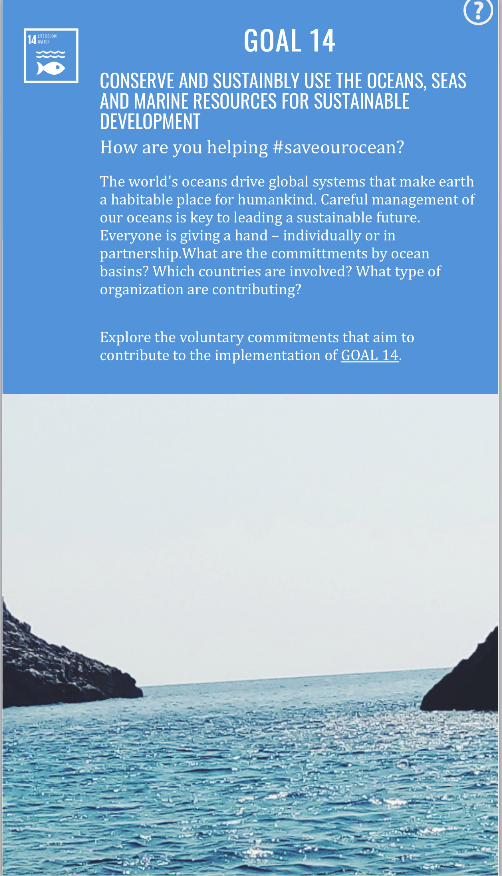 ?
GOAL 14
14 LIFE BELOW
WATER
CONSERVE AND SUSTAINBLY USE THE OCEANS, SEAS
AND MARINE RESOURCES FOR SUSTAINABLE
DEVELOPMENT
How are you helping #saveourocean?
The world's oceans drive global systems that make earth
a habitable place for humankind. Careful management of
our oceans is key to leading a sustainable future.
Everyone is giving a hand – individually or in
partnership.What are the committments by ocean
basins? Which countries are involved? What type of
organization are contributing?
Explore the voluntary commitments that aim to
contribute to the implementation of GOAL 14.